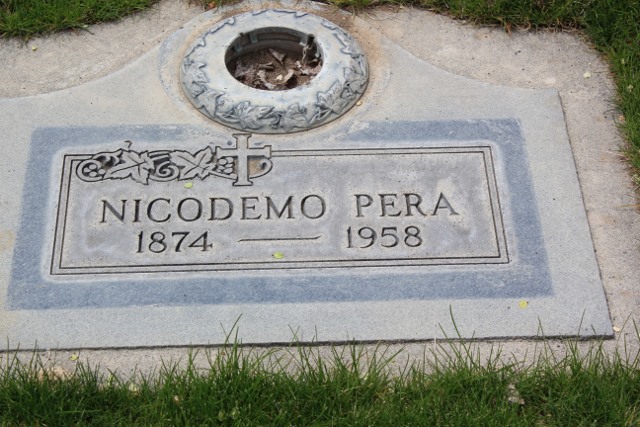 NICODEMO PERA
1874 — 1958